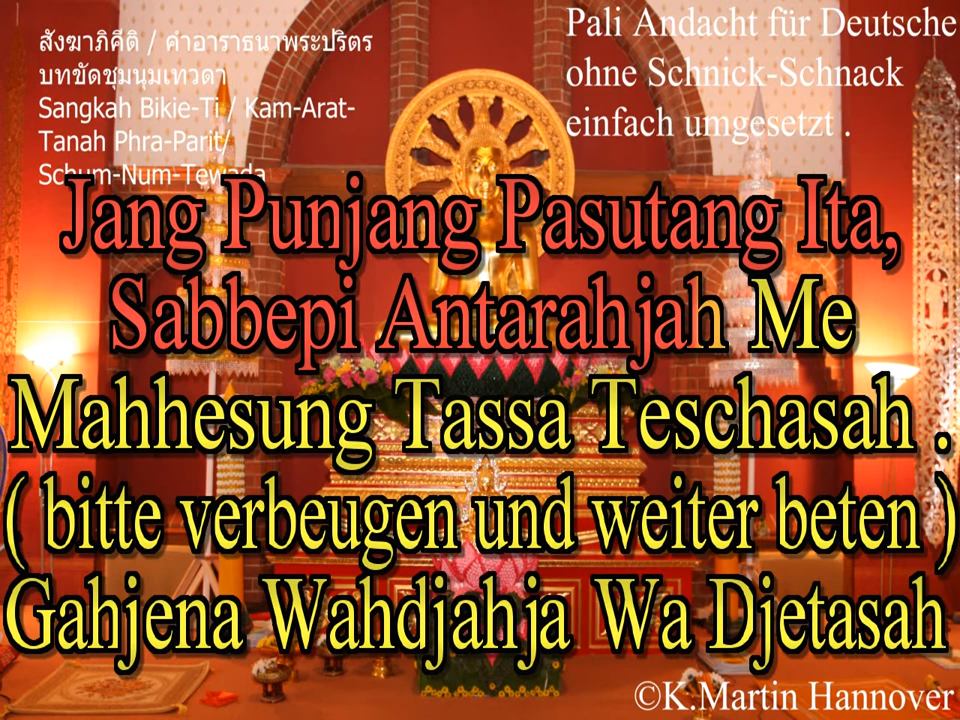 สังฆาภิคีติ / คำอาราธนาพระปริตร
บทขัดชุมนุมเทวดา
Sangkah Bikie-Ti / Kam-Arat-
Tanah Phra-Parit/
Schum-Num-Tewada
Pali Andacht für Deutsche
ohne Schnick-Schnack
einfach umgesetzt .
Jang Punjang Pasutang Ita,
Sabbepi Antarahjah Me
Mahhesung Tassa Teschasah .
( bitte verbeugen und weiter beten )
Gahjena Wahdjahja Wa Djetasah
©K.Martin Hannover